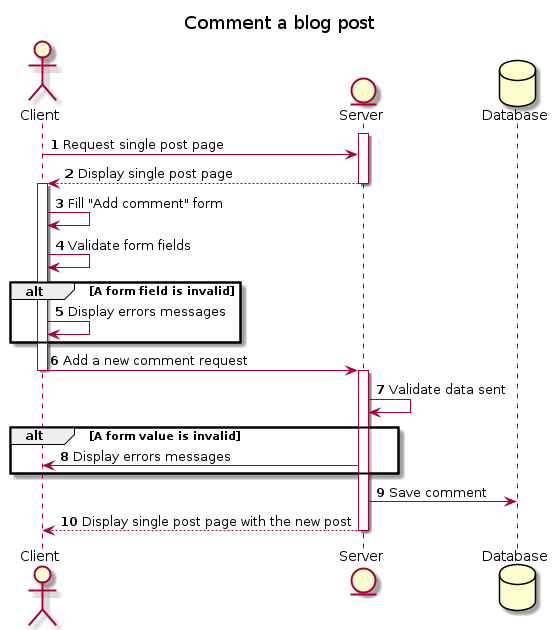 Comment a blog post
Client
Server
Database
1 Request single post page
2 Display single post page
3 Fill "Add comment" form
4 Validate form fields
alt [A form field is invalid]
5 Display errors messages
6 Add a new comment request
7 Validate data sent
alt [A form value is invalid]
8 Display errors messages
9 Save comment
10 Display single post page with the new post
Client
Server
Database